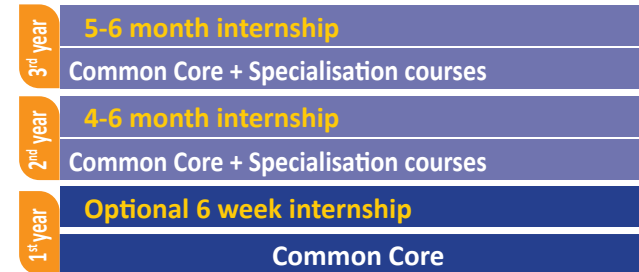 3rd year
5-6 month internship
Common Core + Specialisation courses
2nd year
4-6 month internship
Common Core + Specialisation courses
1st year
Optional 6 week internship
Common Core